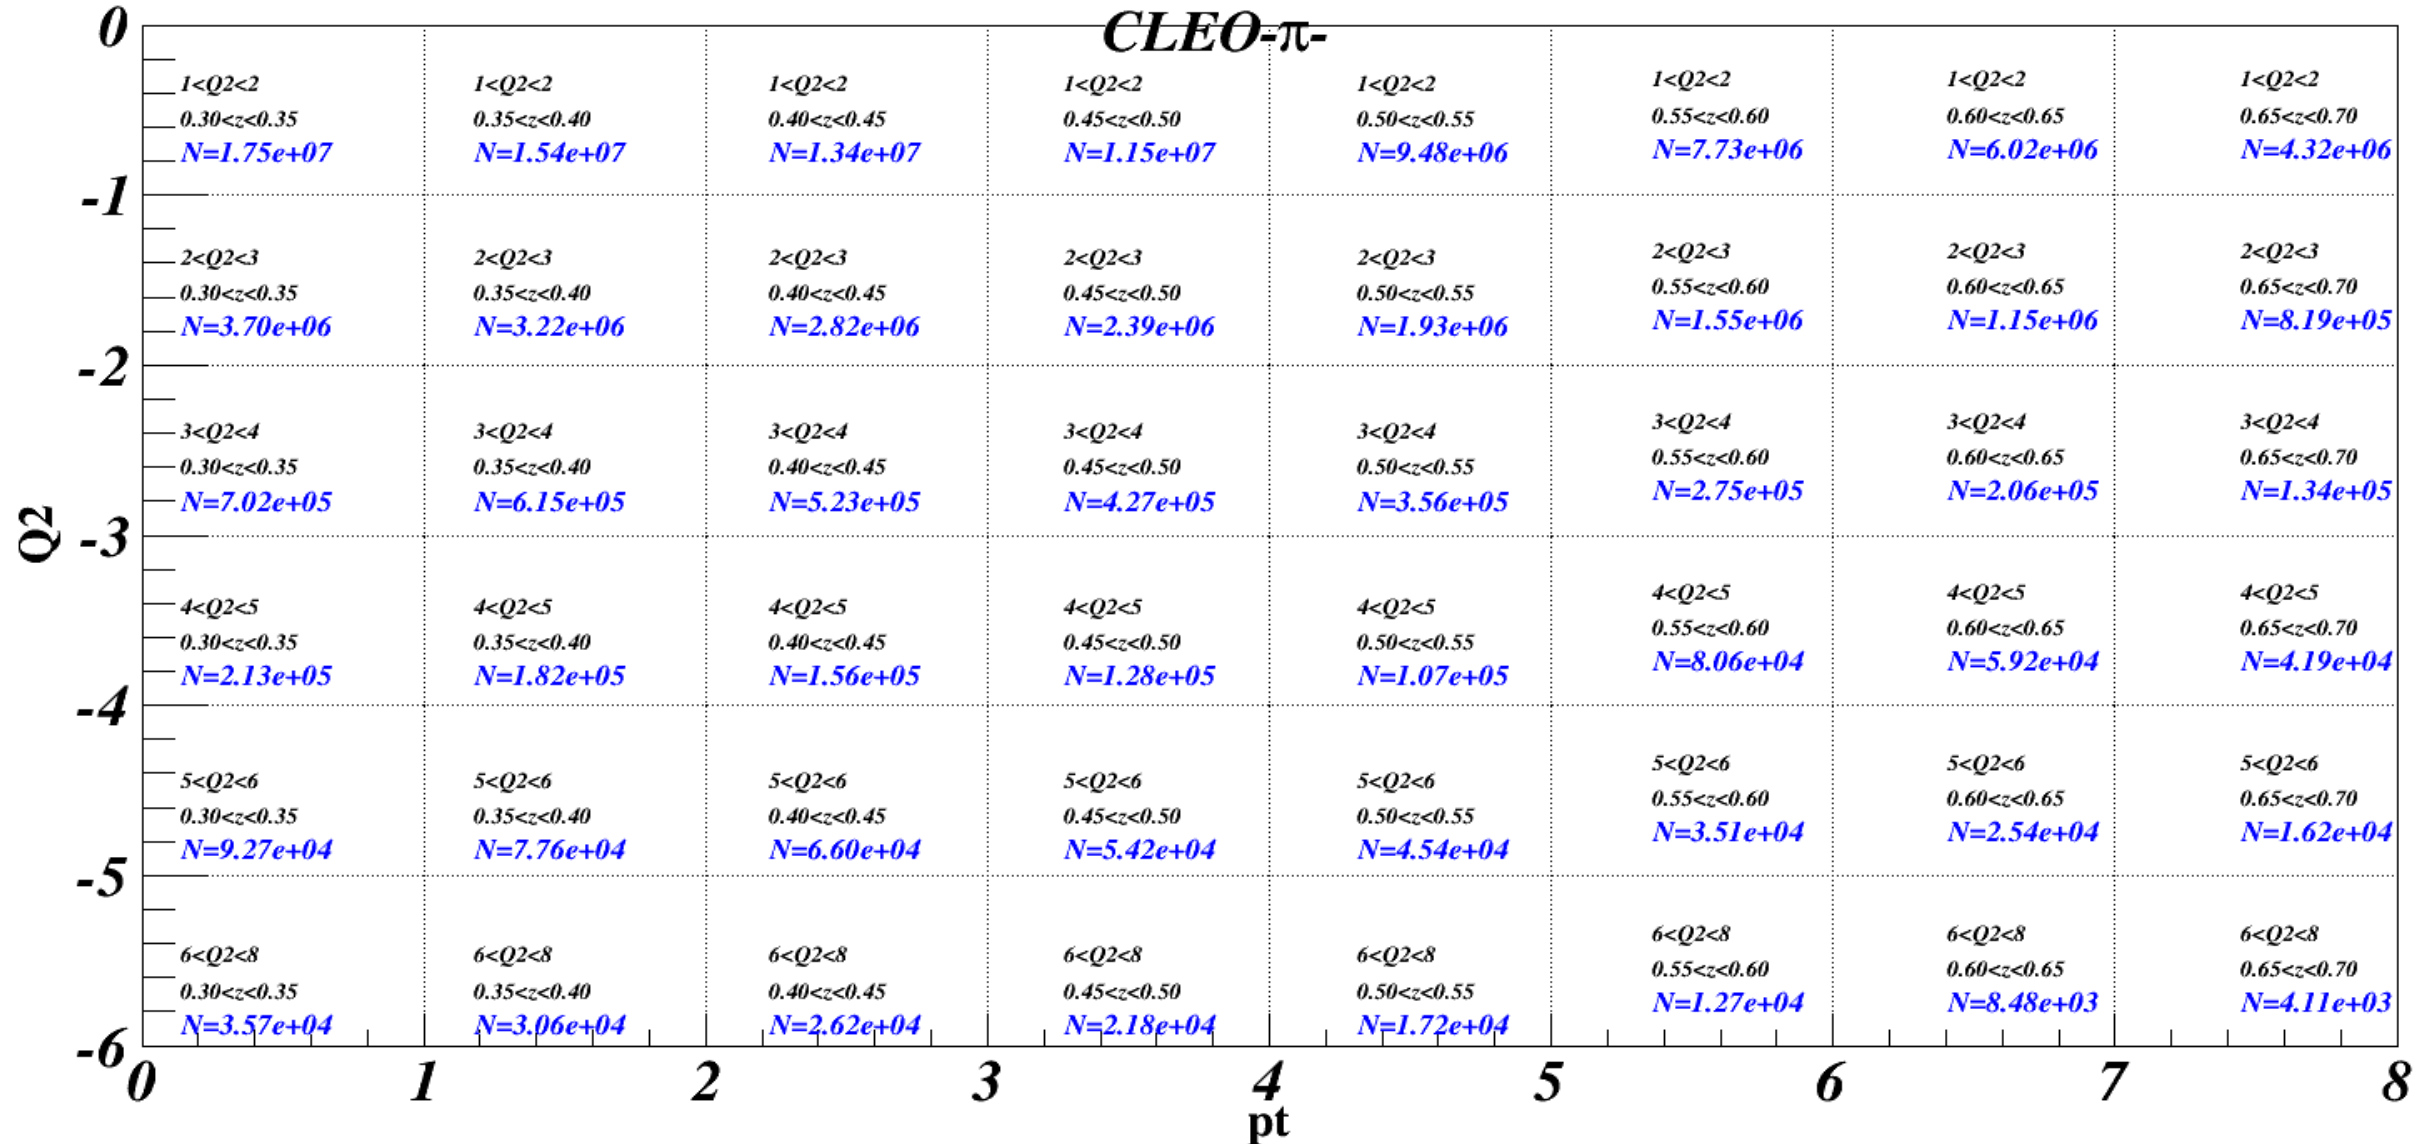 CLEO-π-
0
1<Q2<2 1<Q2<2 1<Q2<2 1<Q2<2 1<Q2<2 1<Q2<2 1<Q2<2 1<Q2<2
0.30<z<0.35 0.35<z<0.40 0.40<z<0.45 0.45<z<0.50 0.50<z<0.55 0.55<z<0.60 0.60<z<0.65 0.65<z<0.70
N=1.75e+07 N=1.54e+07 N=1.34e+07 N=1.15e+07 N=9.48e+06 N=7.73e+06 N=6.02e+06 N=4.32e+06
-1
2<Q2<3 2<Q2<3 2<Q2<3 2<Q2<3 2<Q2<3 2<Q2<3 2<Q2<3 2<Q2<3
0.30<z<0.35 0.35<z<0.40 0.40<z<0.45 0.45<z<0.50 0.50<z<0.55 0.55<z<0.60 0.60<z<0.65 0.65<z<0.70
N=3.70e+06 N=3.22e+06 N=2.82e+06 N=2.39e+06 N=1.93e+06 N=1.55e+06 N=1.15e+06 N=8.19e+05
-2
3<Q2<4 3<Q2<4 3<Q2<4 3<Q2<4 3<Q2<4 3<Q2<4 3<Q2<4 3<Q2<4
0.30<z<0.35 0.35<z<0.40 0.40<z<0.45 0.45<z<0.50 0.50<z<0.55 0.55<z<0.60 0.60<z<0.65 0.65<z<0.70
N=7.02e+05 N=6.15e+05 N=5.23e+05 N=4.27e+05 N=3.56e+05 N=2.75e+05 N=2.06e+05 N=1.34e+05
Q2
-3
4<Q2<5 4<Q2<5 4<Q2<5 4<Q2<5 4<Q2<5 4<Q2<5 4<Q2<5 4<Q2<5
0.30<z<0.35 0.35<z<0.40 0.40<z<0.45 0.45<z<0.50 0.50<z<0.55 0.55<z<0.60 0.60<z<0.65 0.65<z<0.70
N=2.13e+05 N=1.82e+05 N=1.56e+05 N=1.28e+05 N=1.07e+05 N=8.06e+04 N=5.92e+04 N=4.19e+04
-4
5<Q2<6 5<Q2<6 5<Q2<6 5<Q2<6 5<Q2<6 5<Q2<6 5<Q2<6 5<Q2<6
0.30<z<0.35 0.35<z<0.40 0.40<z<0.45 0.45<z<0.50 0.50<z<0.55 0.55<z<0.60 0.60<z<0.65 0.65<z<0.70
N=9.27e+04 N=7.76e+04 N=6.60e+04 N=5.42e+04 N=4.54e+04 N=3.51e+04 N=2.54e+04 N=1.62e+04
-5
6<Q2<8 6<Q2<8 6<Q2<8 6<Q2<8 6<Q2<8 6<Q2<8 6<Q2<8 6<Q2<8
0.30<z<0.35 0.35<z<0.40 0.40<z<0.45 0.45<z<0.50 0.50<z<0.55 0.55<z<0.60 0.60<z<0.65 0.65<z<0.70
N=3.57e+04 N=3.06e+04 N=2.62e+04 N=2.18e+04 N=1.72e+04 N=1.27e+04 N=8.48e+03 N=4.11e+03
-6
0 1 2 3 4 5 6 7 8
pt